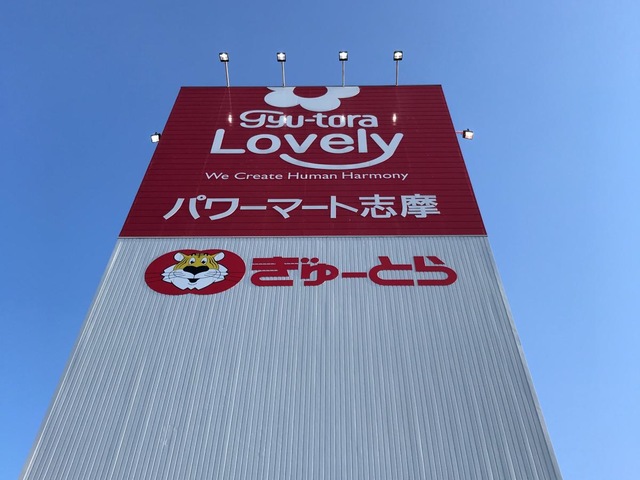 gyu-tora
Lovely
We Create Human Harmony
パワーマート志摩
ぎゅーとら